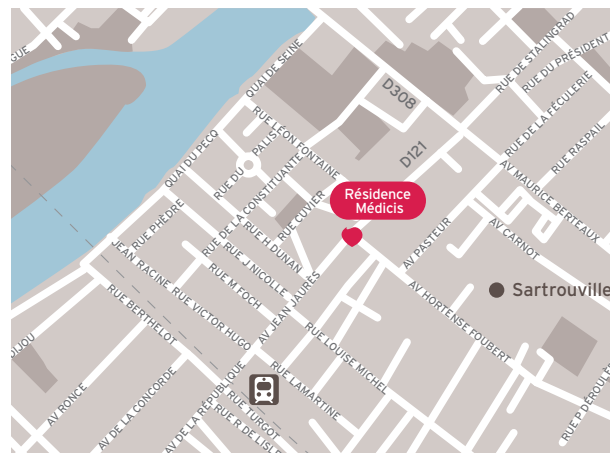 QUAI DE SEINE
RUE DE STALINGRAD
RUE DU PRÉSIDENT
D308
RUE DE LA FÉCULERIE
RUE RASPAIL
RUE LÉON FONTAINE
D121
QUAI DU PECQ
RUE DU PAL
RUE DE LA CONSTITUANTE
RUE CUVIER
AV MAURICE BERTEAUX
Résidence
Médicis
RUE PHÈDRE
RUE H.DUNAN
AV PASTEUR
AV CARNOT
JEAN RACINE
RUE J.NICOLLE
RUE M.FOCH
AV JEAN JAURÈS
AV HORTENSE FOUBERT
Sartrouville
RUE BERTHELOT
RUE VICTOR HUGO
RUE LOUISE MICHEL
DIJOU
AV RONCE
AV DE LA CONCORDE
AV DE LA RÉPUBLIQUE
RUE LAMARTINE
RUE TURGOT
RUE R DE LISLE
RUE P DÉROULÈ